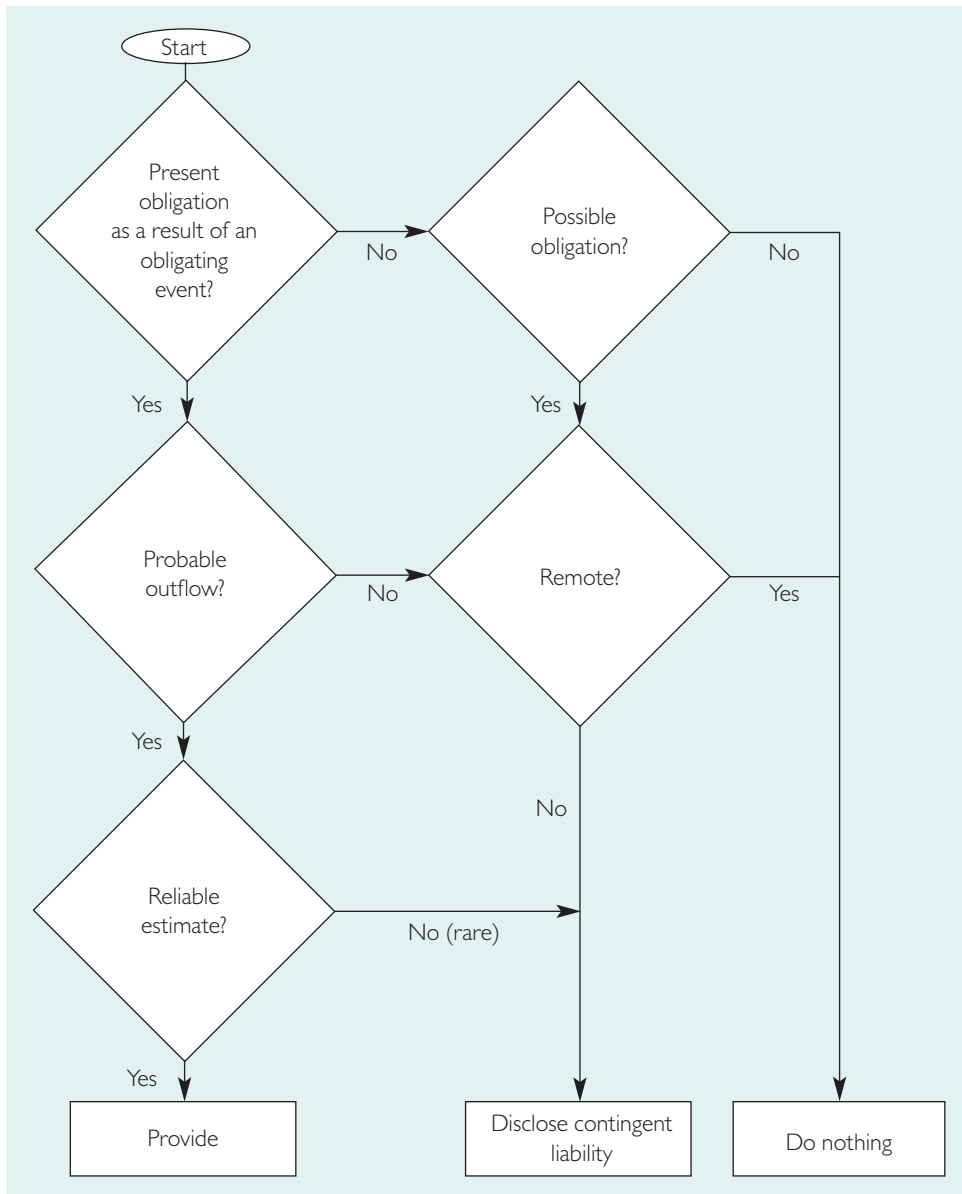 Start
Present
obligation
as a result of an
obligating
event?
No
Possible
obligation?
No
Yes
Yes
Probable
outflow?
No
Remote?
Yes
Yes
No
Reliable
estimate?
No (rare)
Yes
Provide
Disclose contingent
liability
Do nothing